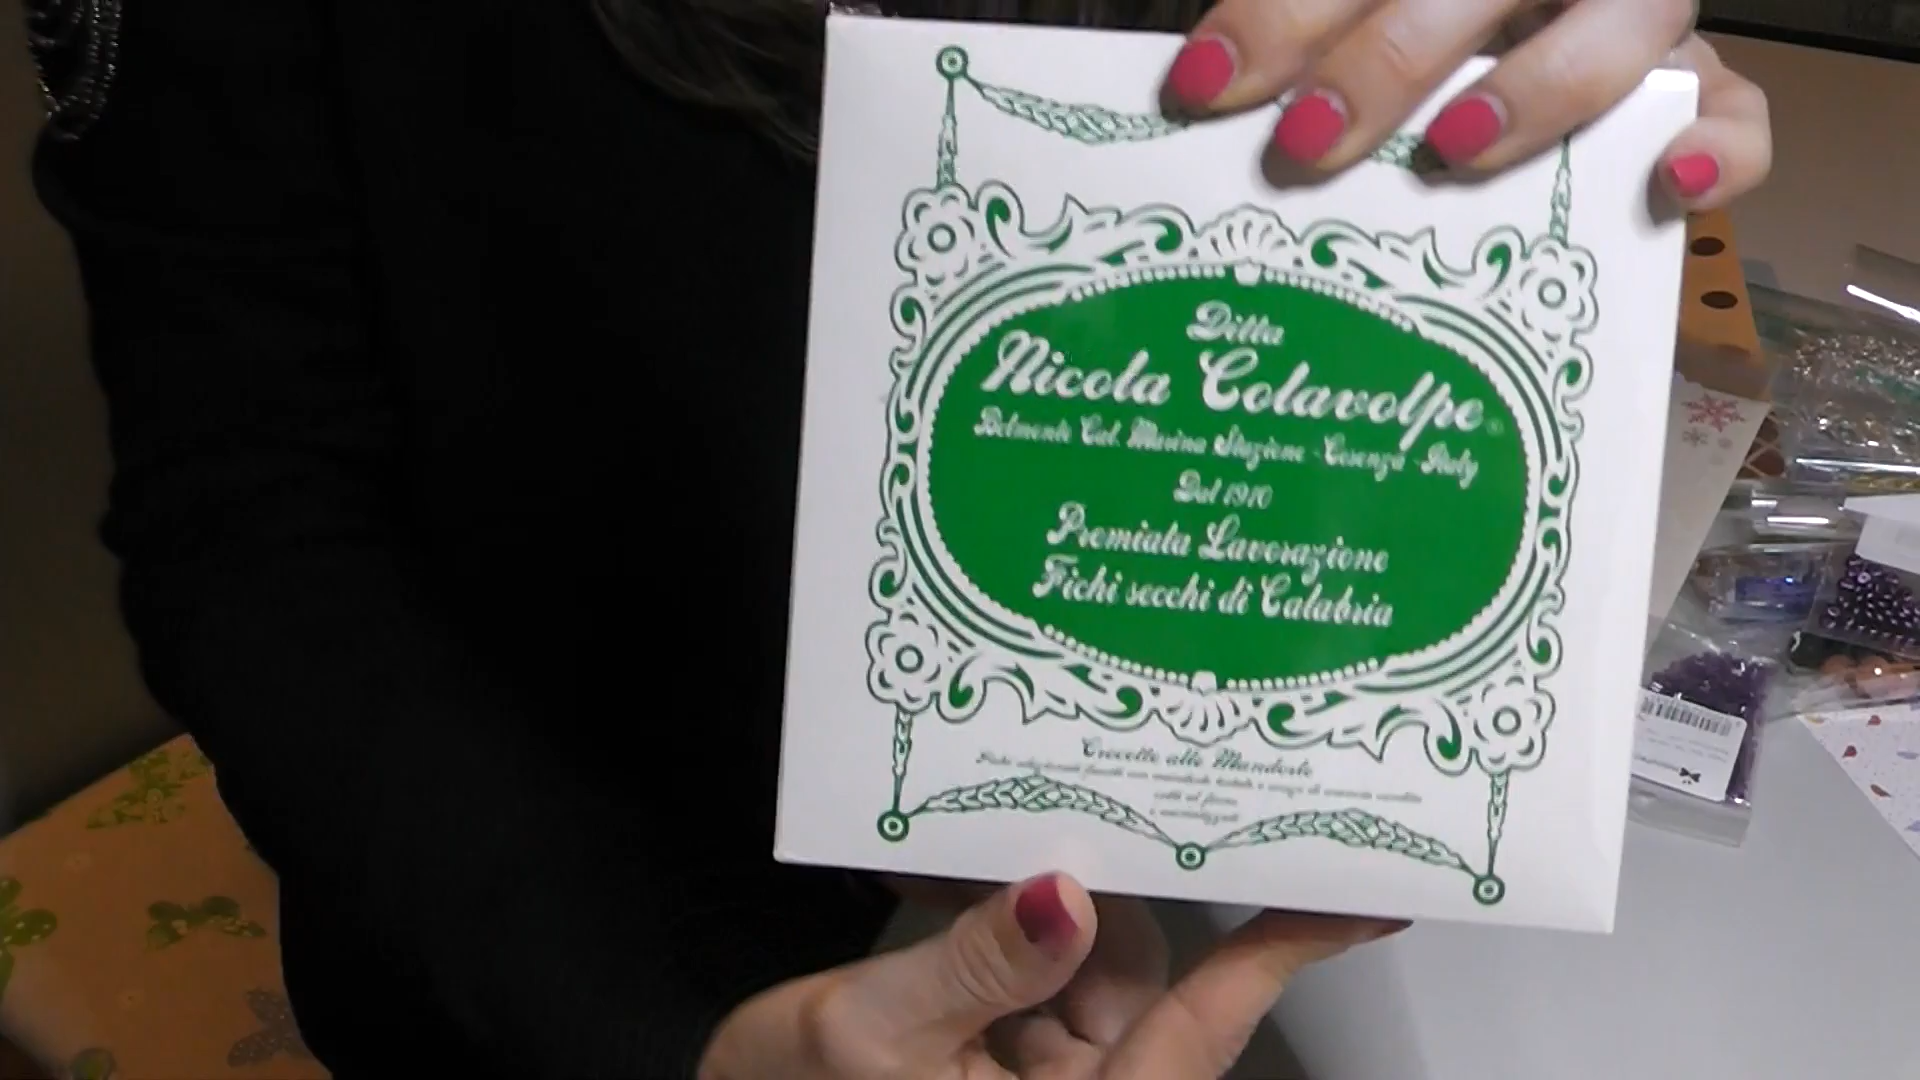 Ditta
Nicola Colavolpe
Belmonte Cal. Marina Stazione - Cosenza - Italy
Dal 1910
Premiata Lavorazione
Fichi secchi di Calabria
Crocette alle Mandorle